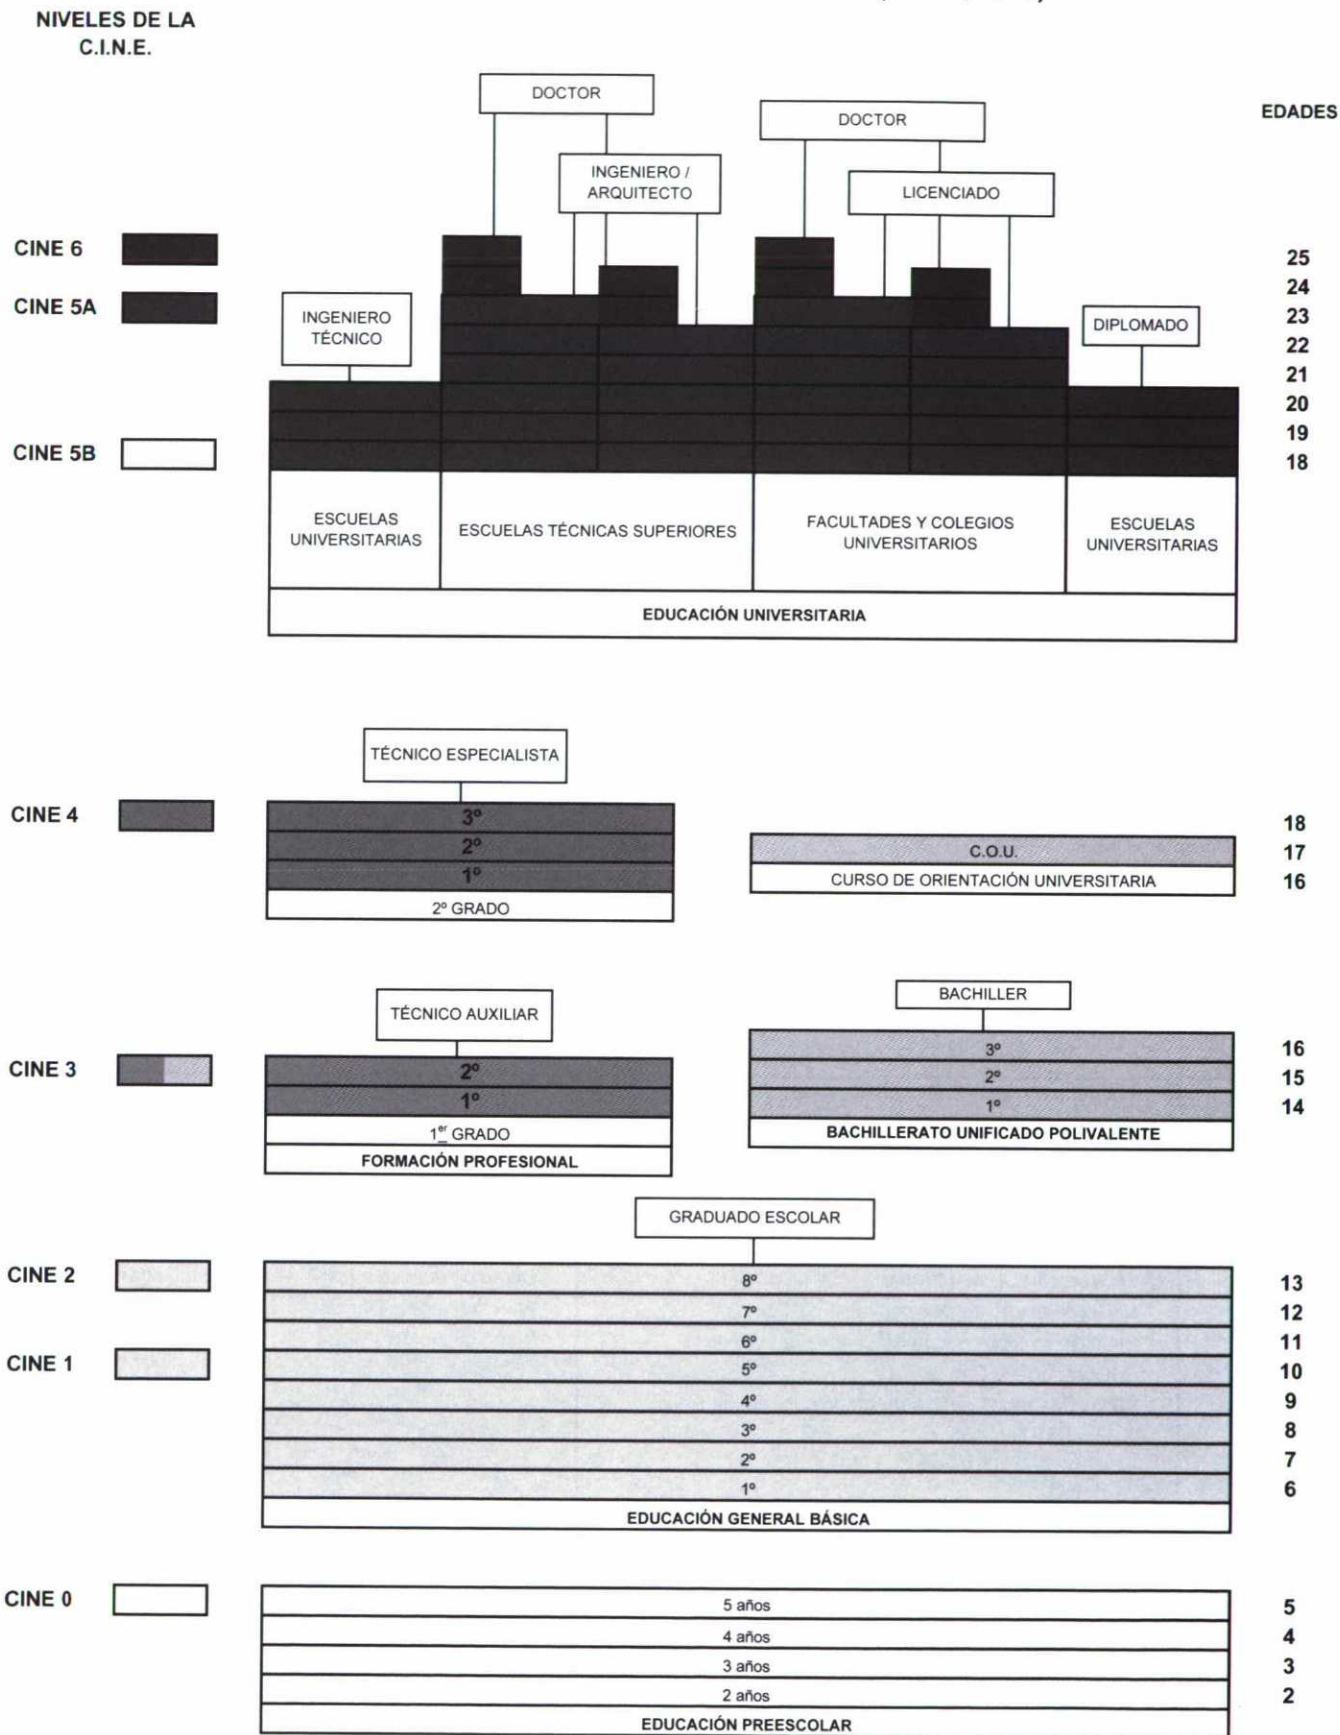 NIVELES DE LA
C.I.N.E.
EDADES
DOCTOR
DOCTOR
INGENIERO /
ARQUITECTO
LICENCIADO
CINE 6
CINE 5A
CINE 5B
INGENIERO
TÉCNICO
DIPLOMADO
25
24
23
22
21
20
19
18
ESCUELAS
UNIVERSITARIAS
ESCUELAS TÉCNICAS SUPERIORES
FACULTADES Y COLEGIOS
UNIVERSITARIOS
ESCUELAS
UNIVERSITARIAS
EDUCACIÓN UNIVERSITARIA
TÉCNICO ESPECIALISTA
CINE 4
3º
2º
1º
2º GRADO
C.O.U.
CURSO DE ORIENTACIÓN UNIVERSITARIA
18
17
16
TÉCNICO AUXILIAR
BACHILLER
CINE 3
2º
1º
1er GRADO
FORMACIÓN PROFESIONAL
3º
2º
1º
BACHILLERATO UNIFICADO POLIVALENTE
16
15
14
GRADUADO ESCOLAR
CINE 2
CINE 1
8º
7º
6º
5º
4º
3º
2º
1º
EDUCACIÓN GENERAL BÁSICA
13
12
11
10
9
8
7
6
CINE 0
5 años
4 años
3 años
2 años
EDUCACIÓN PREESCOLAR
5
4
3
2